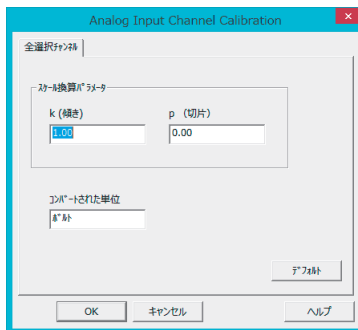 Analog Input Channel Calibration
全選択ﾁｬﾝﾈﾙ
ｽｹｰﾙ換算ﾊﾟﾗﾒｰﾀ
k (傾き)
p （切片）
1.00
0.00
ｺﾝﾊﾞｰﾄされた単位
ﾎﾞﾙﾄ
ﾃﾞﾌｫﾙﾄ
OK
キャンセル
ヘルプ